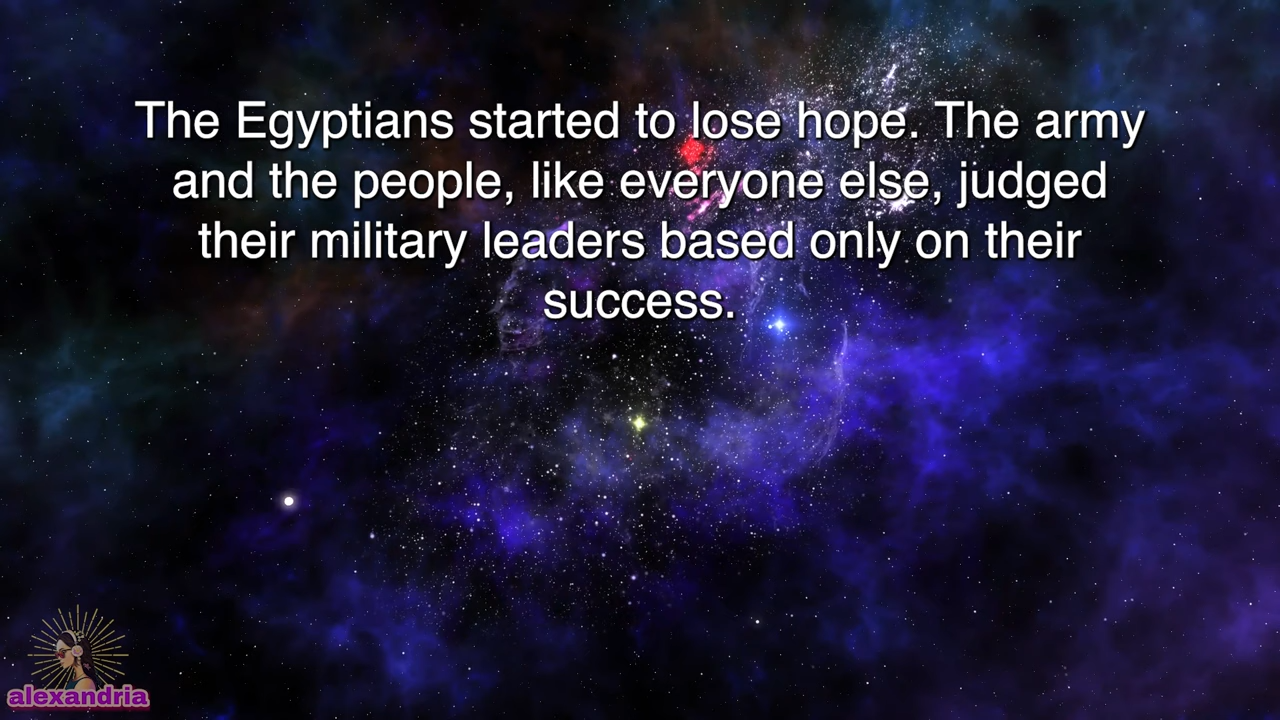 The Egyptians started to lose hope. The army
and the people, like everyone else, judged
their military leaders based only on their
success.
alexandria